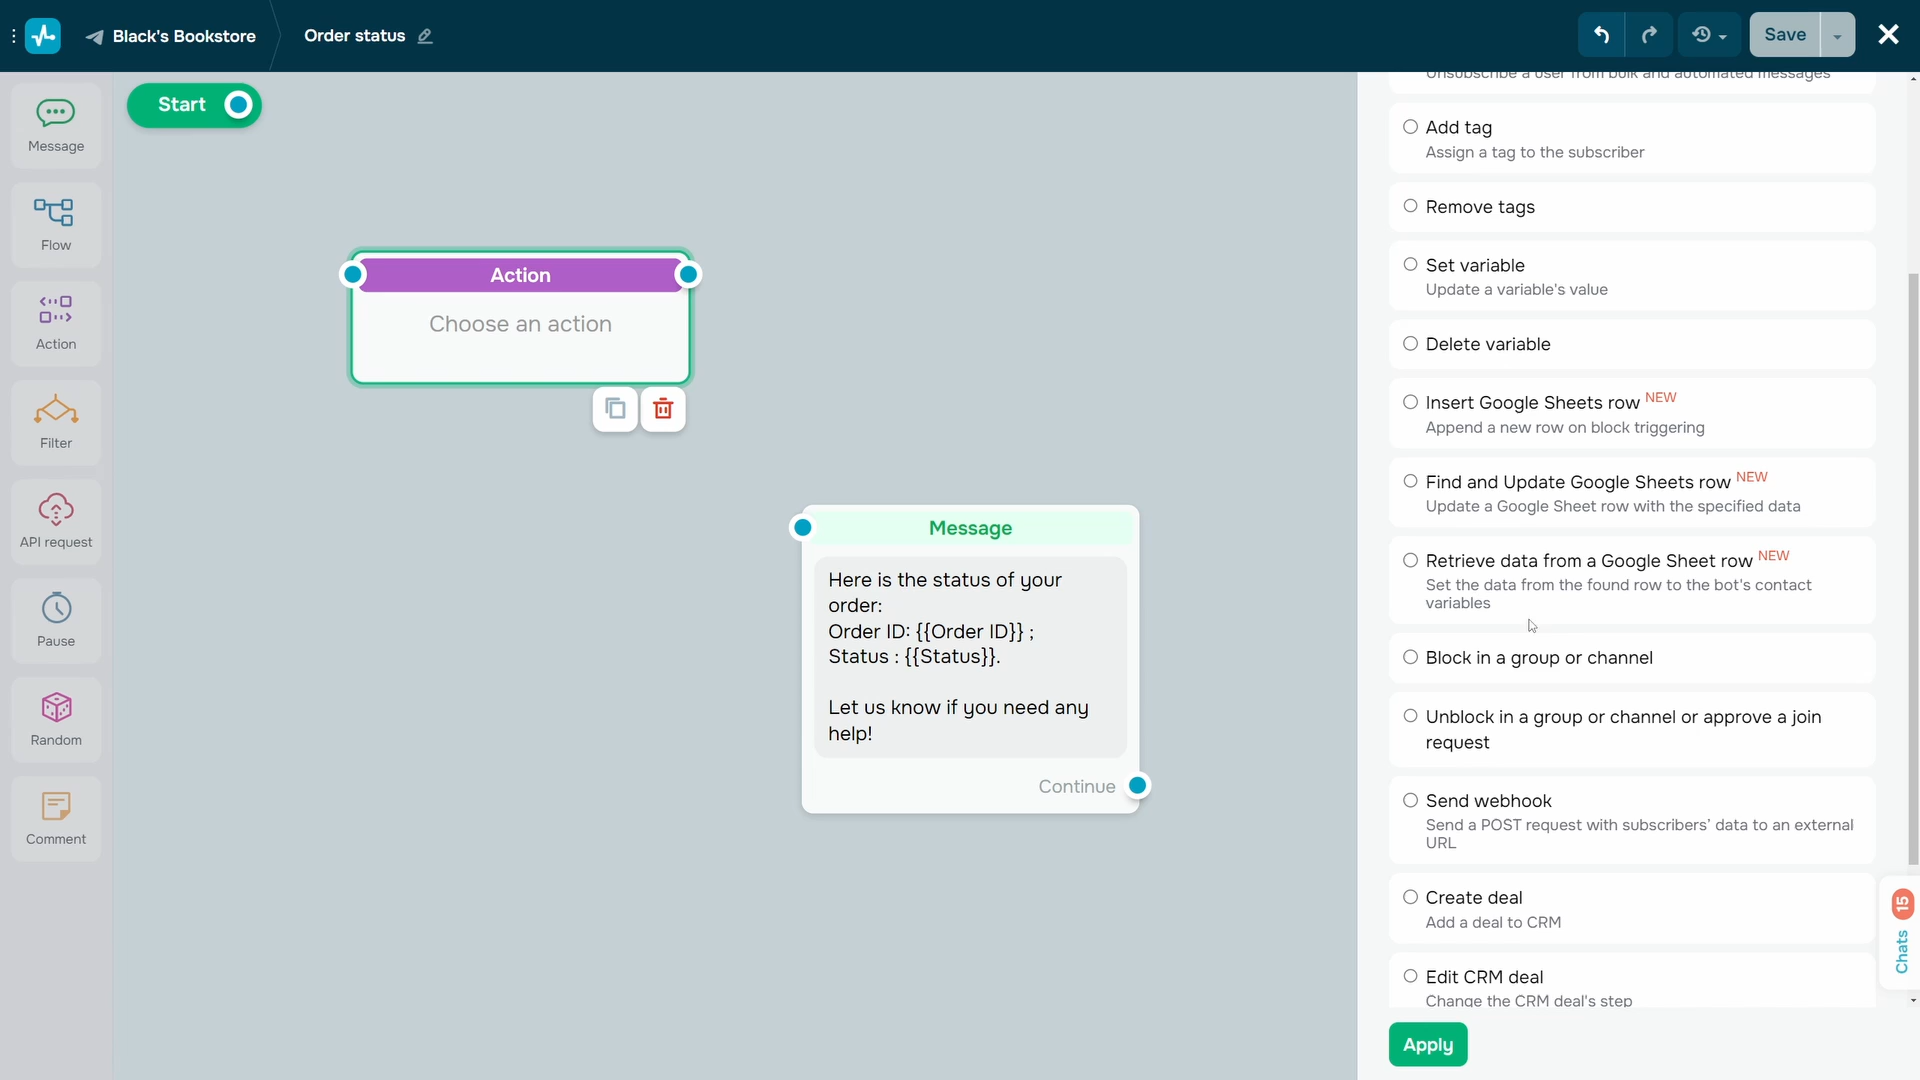 Black's Bookstore
Order status
Save
Message
Flow
Action
Filter
API request
Pause
Random
Comment
Start
Action
Choose an action
Message
Here is the status of your
order:
Order ID: {{Order ID}} ;
Status : {{Status}}.
Let us know if you need any
help!
Continue
Unsubscribe a user from bulk and automated messages
Add tag
Assign a tag to the subscriber
Remove tags
Set variable
Update a variable's value
Delete variable
Insert Google Sheets row NEW
Append a new row on block triggering
Find and Update Google Sheets row NEW
Update a Google Sheet row with the specified data
Retrieve data from a Google Sheet row NEW
Set the data from the found row to the bot's contact
variables
Block in a group or channel
Unblock in a group or channel or approve a join
request
Send webhook
Send a POST request with subscribers’ data to an external
URL
Create deal
Add a deal to CRM
Edit CRM deal
Change the CRM deal's step
Apply
Chats 15